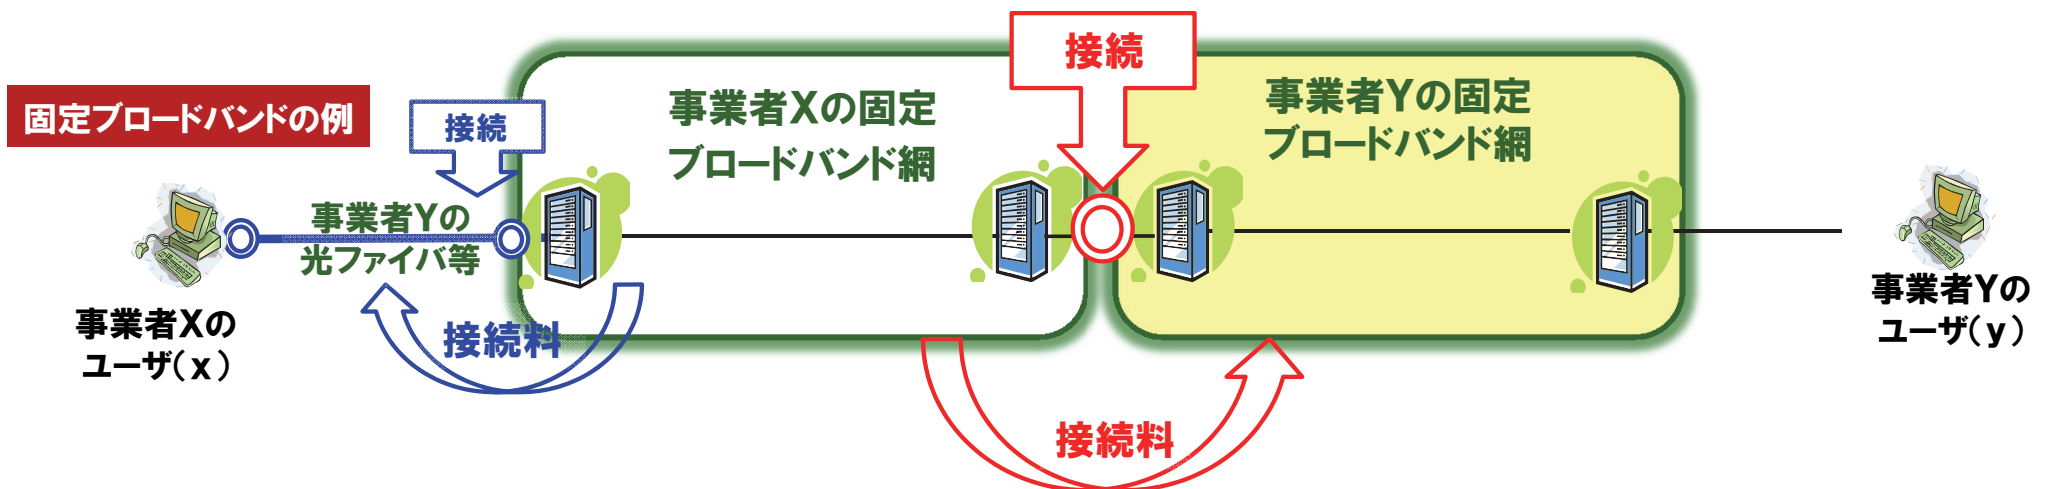 固定ブロードバンドの例
接続
接続
事業者Xの固定
ブロードバンド網
事業者Yの固定
ブロードバンド網
事業者Yの
光ファイバ等
事業者Xの
ユーザ(x)
事業者Yの
ユーザ(y)
接続料
接続料